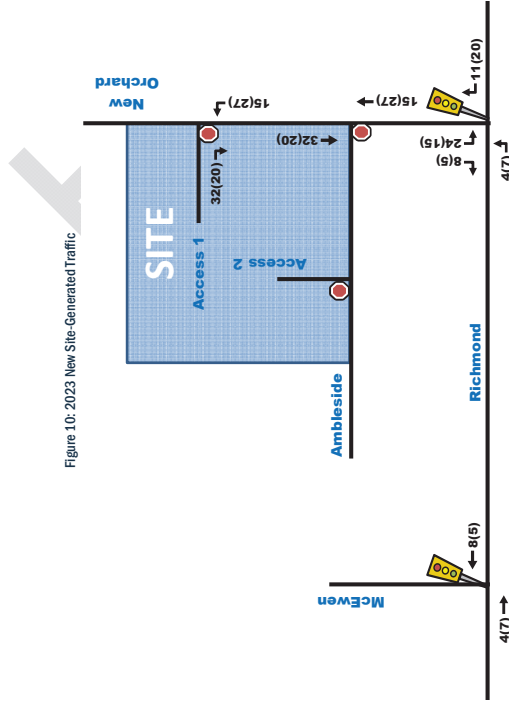 Figure 10: 2023 New Site-Generated Traffic
New
Orchard
SITE
Access 1
Access 2
Ambleside
McEwen
Richmond
15(27)
32(20)
32(20)
15(27)
11(20)
24(15)
8(5)
4(7)
8(5)
4(7)